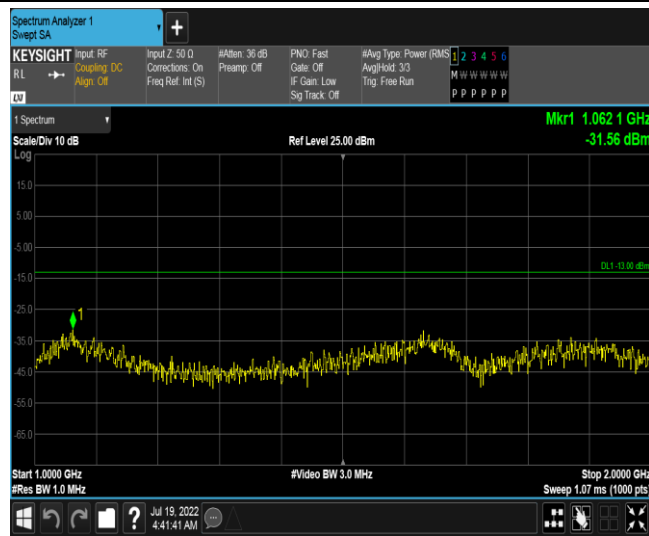 Spectrum Analyzer 1
Swept SA
+
KEYSIGHT Input: RF
RL Coupling: DC
Align: Off
Input Z: 50 Ω
Corrections: On
Freq Ref: Int (S)
#Atten: 36 dB
Preamp: Off
PNO: Fast
Gate: Off
IF Gain: Low
Sig Track: Off
#Avg Type: Power (RMS
Avg|Hold: 3/3
Trig: Free Run
1 2 3 4 5 6
M W W W W W
P P P P P P
1 Spectrum
Mkr1 1.062 1 GHz
Scale/Div 10 dB Ref Level 25.00 dBm -31.56 dBm
Log
15.0
5.00
-5.00
DL1 -13.00 dBm
-15.0
-25.0
1
-35.0
-45.0
-55.0
-65.0
Start 1.0000 GHz #Video BW 3.0 MHz Stop 2.0000 GHz
#Res BW 1.0 MHz Sweep 1.07 ms (1000 pts)
? Jul 19, 2022
4:41:41 AM